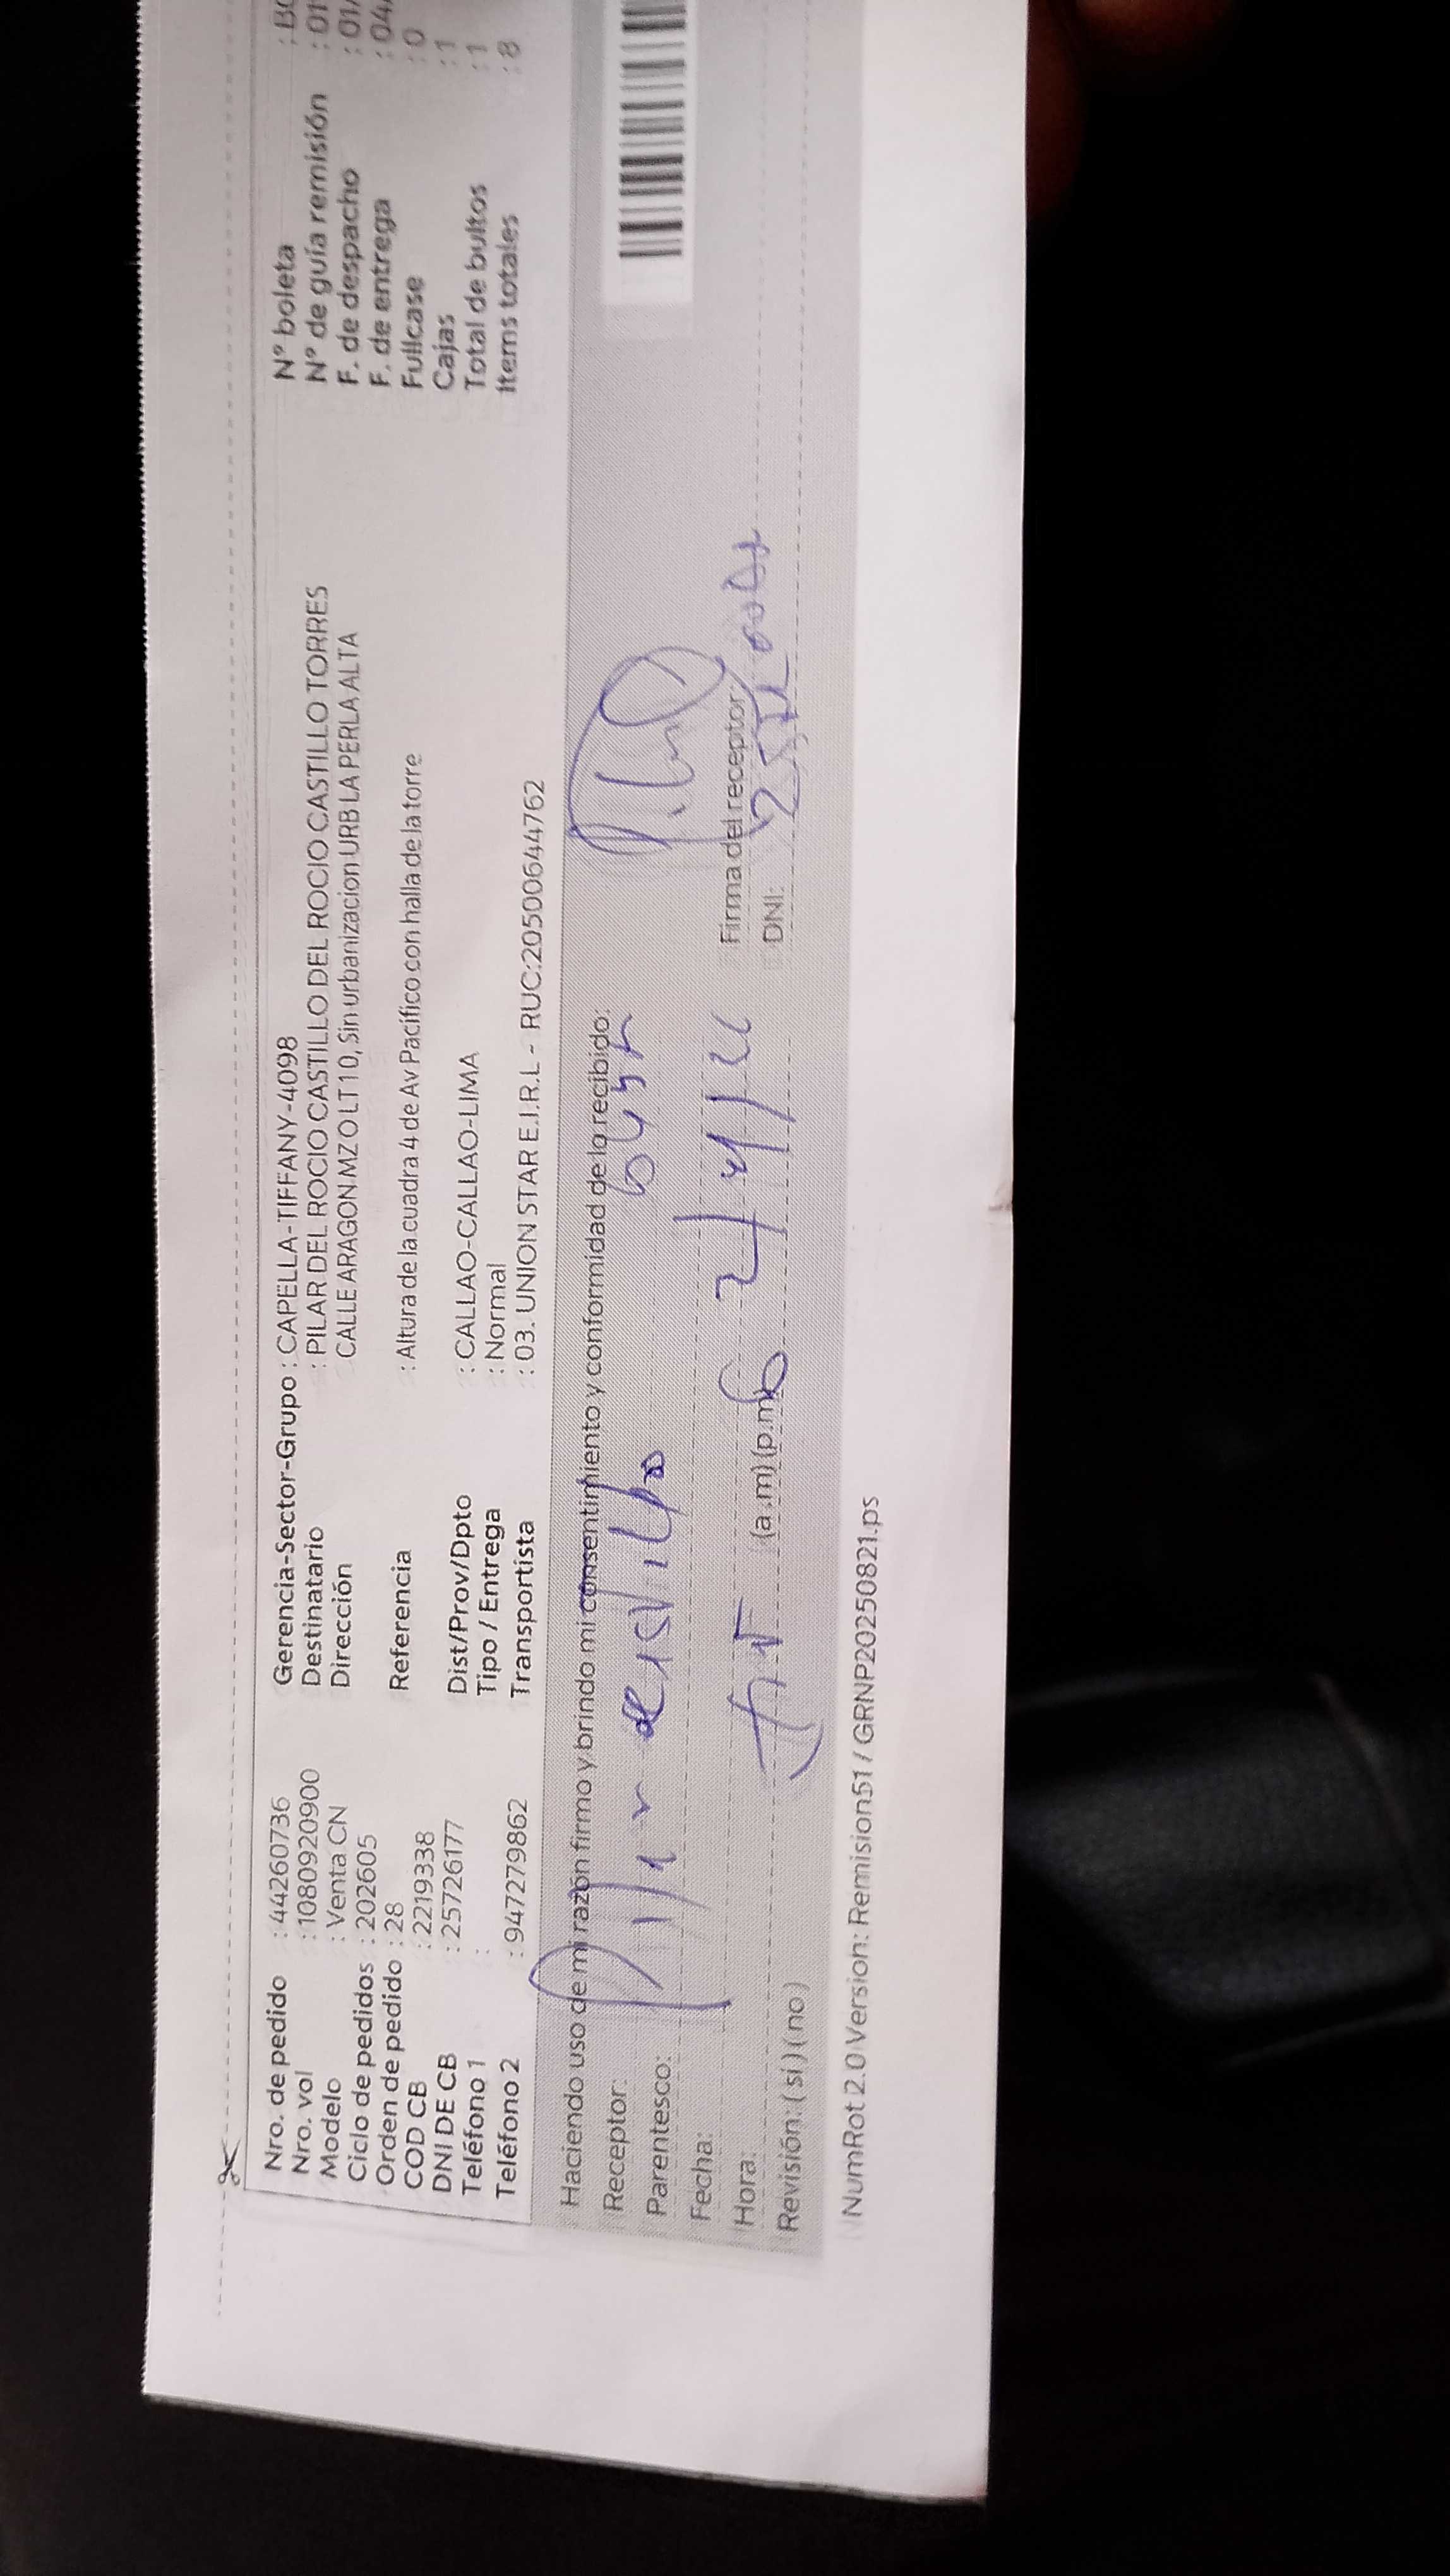 Nro. de pedido : 44260736
Nro. vol : 1080920900
Modelo : Venta CN
Ciclo de pedidos : 202605
Orden de pedido : 28
COD CB : 2219338
DNI DE CB : 25726177
Teléfono 1 :
Teléfono 2 : 947279862
Gerencia-Sector-Grupo : CAPELLA-TIFFANY-4098
Destinatario : PILAR DEL ROCIO CASTILLO DEL ROCIO CASTILLO TORRES
Dirección CALLE ARAGON MZ O LT 10, Sin urbanizacion URB LA PERLA ALTA
Referencia : Altura de la cuadra 4 de Av Pacifico con halla de la torre
Dist/Prov/Dpto : CALLAO-CALLAO-LIMA
Tipo / Entrega : Normal
Transportista : 03. UNION STAR E.I.R.L - RUC:20500644762
N° boleta
N° de guía remisión
F. de despacho
F. de entrega
Fullcase : 0
Cajas : 1
Total de bultos : 1
Items totales : 8
Haciendo uso de mi razón firmo y brindo mi consentimiento y conformidad de lo recibido:
Receptor:
Parentesco:
Fecha:
Hora: (a.m) (p.m)
Revisión: ( si ) ( no )
Firma del receptor:
DNI:
NumRot 2.0 Version: Remision51 / GRNP20250821.ps